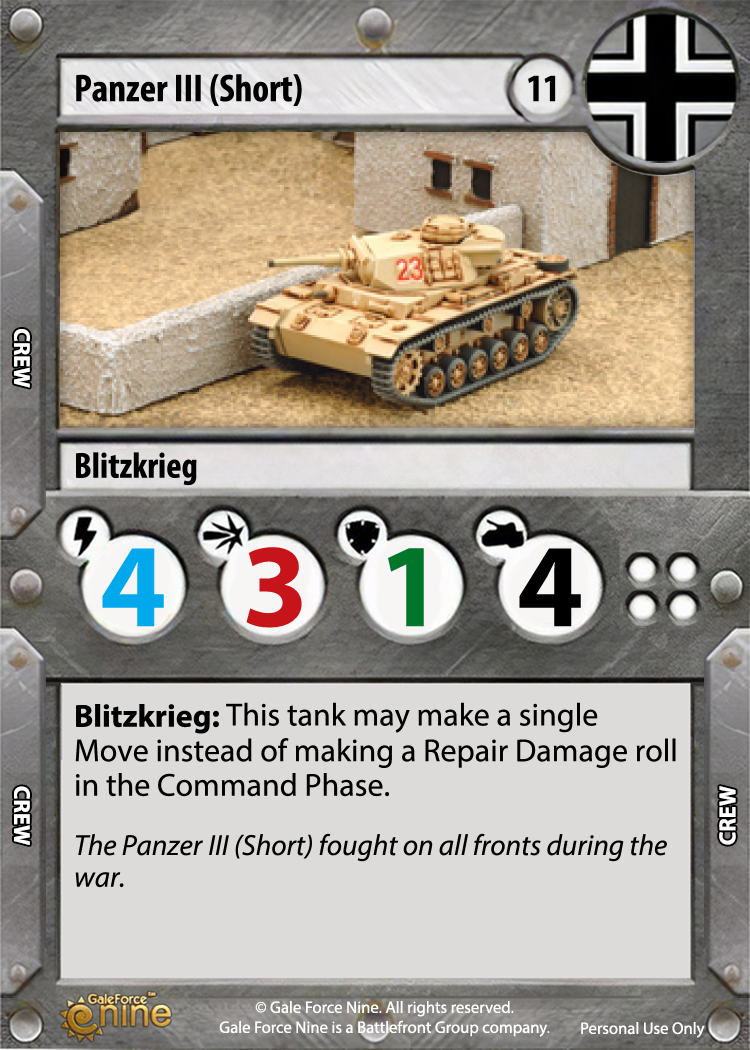 Panzer III (Short)
11
23
CREW
Blitzkrieg
4 3 1 4
Blitzkrieg: This tank may make a single
Move instead of making a Repair Damage roll
in the Command Phase.
CREW
CREW
The Panzer III (Short) fought on all fronts during the
war.
GaleForce™
nine
© Gale Force Nine. All rights reserved.
Gale Force Nine is a Battlefront Group company.
Personal Use Only